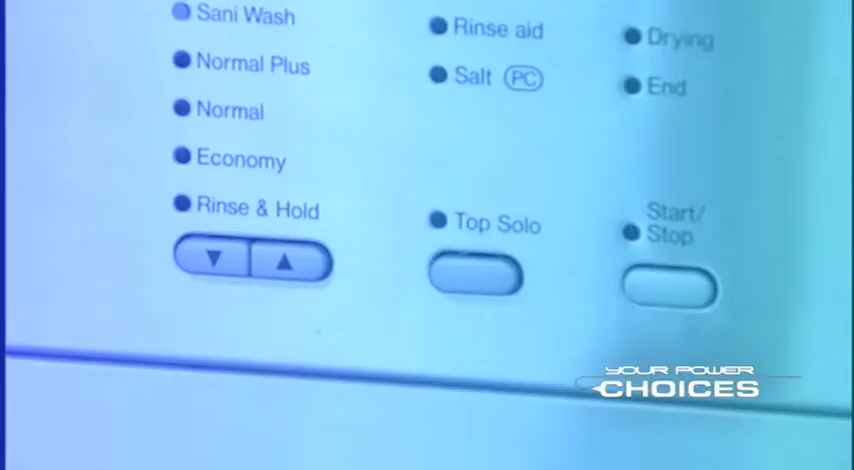 Sani Wash
Normal Plus
Normal
Economy
Rinse & Hold
Rinse aid
Salt PC
Top Solo
Drying
End
Start/
Stop
YOUR POWER
CHOICES